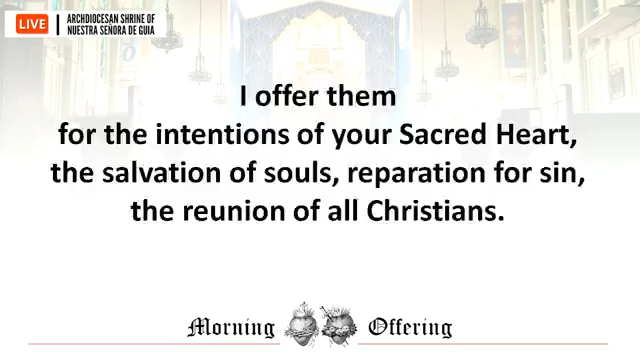 LIVE
ARCHDIOCESAN SHRINE OF
NUESTRA SEÑORA DE GUIA
I offer them
for the intentions of your Sacred Heart,
the salvation of souls, reparation for sin,
the reunion of all Christians.
Morning Offering